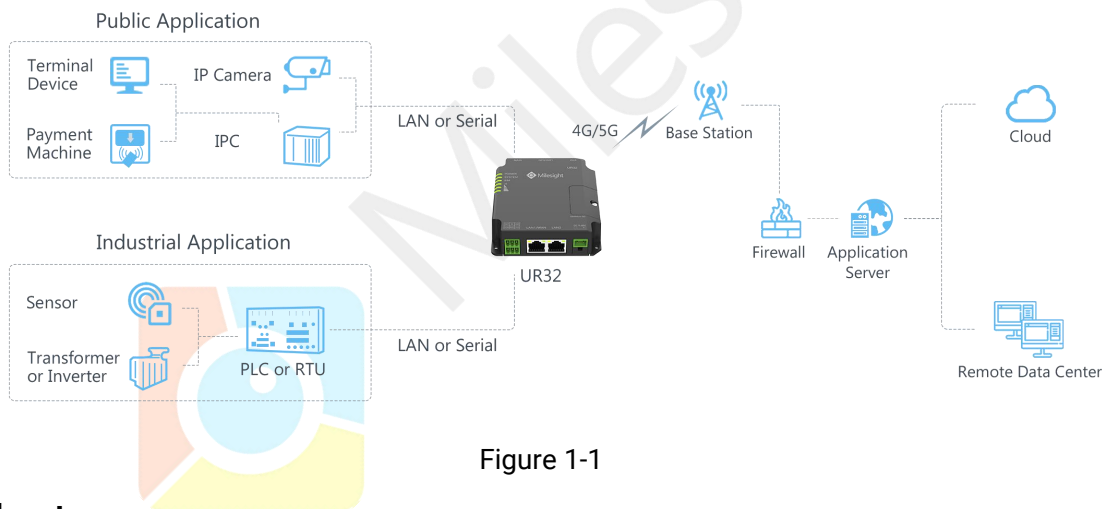 Public Application
Terminal
Device
IP Camera
Payment
Machine
IPC
LAN or Serial
4G/5G
Base Station
Cloud
Milesight
UR32
Firewall
Application
Server
Industrial Application
Sensor
Transformer
or Inverter
PLC or RTU
LAN or Serial
Remote Data Center
Figure 1-1
Miles